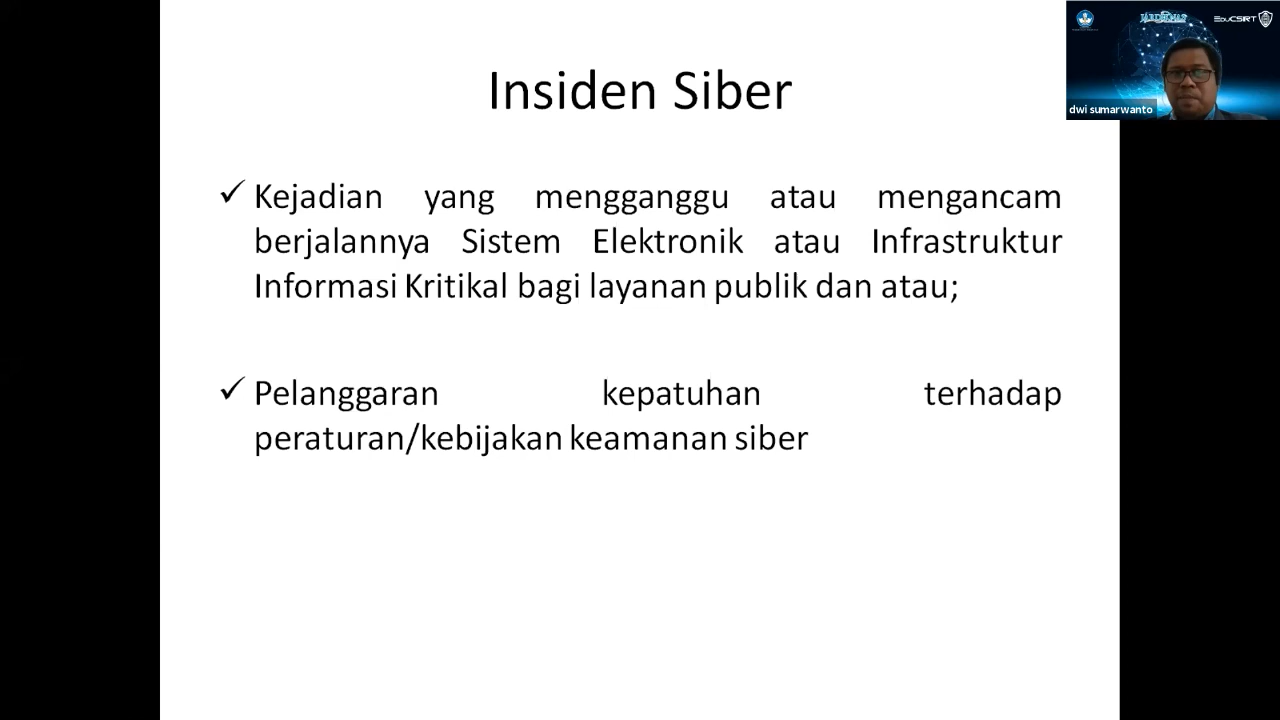 Insiden Siber
✓ Kejadian yang mengganggu atau mengancam
berjalannya Sistem Elektronik atau Infrastruktur
Informasi Kritikal bagi layanan publik dan atau;
✓ Pelanggaran kepatuhan terhadap
peraturan/kebijakan keamanan siber
EduCSIRT
dwi sumarwanto